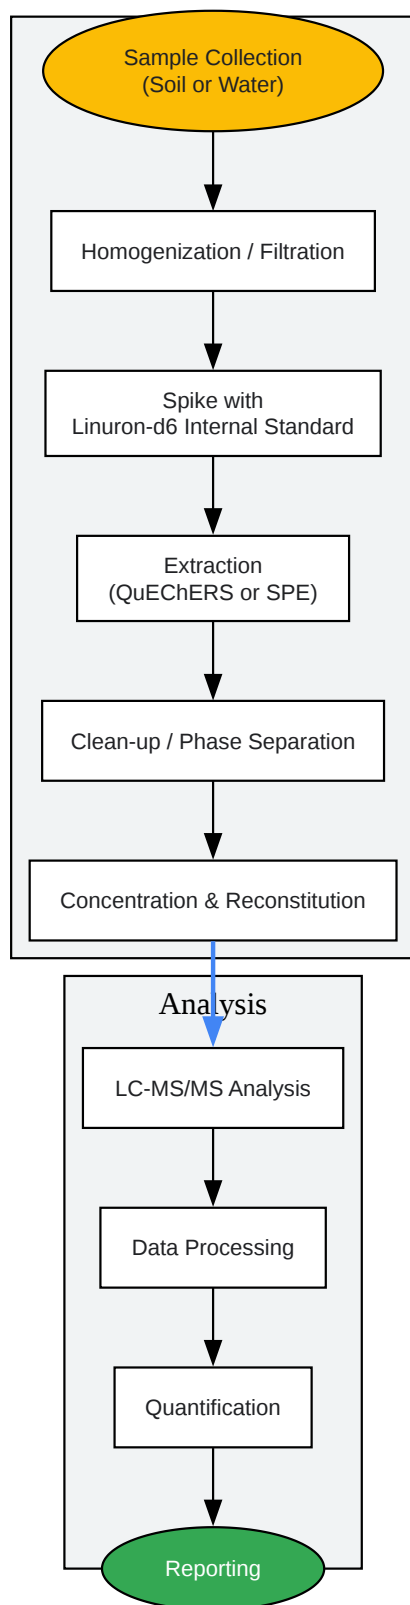 Sample Collection
(Soil or Water)
Homogenization / Filtration
Spike with
Linuron-d6 Internal Standard
Extraction
(QuEChERS or SPE)
Clean-up / Phase Separation
Concentration & Reconstitution
Analysis
LC-MS/MS Analysis
Data Processing
Quantification
Reporting